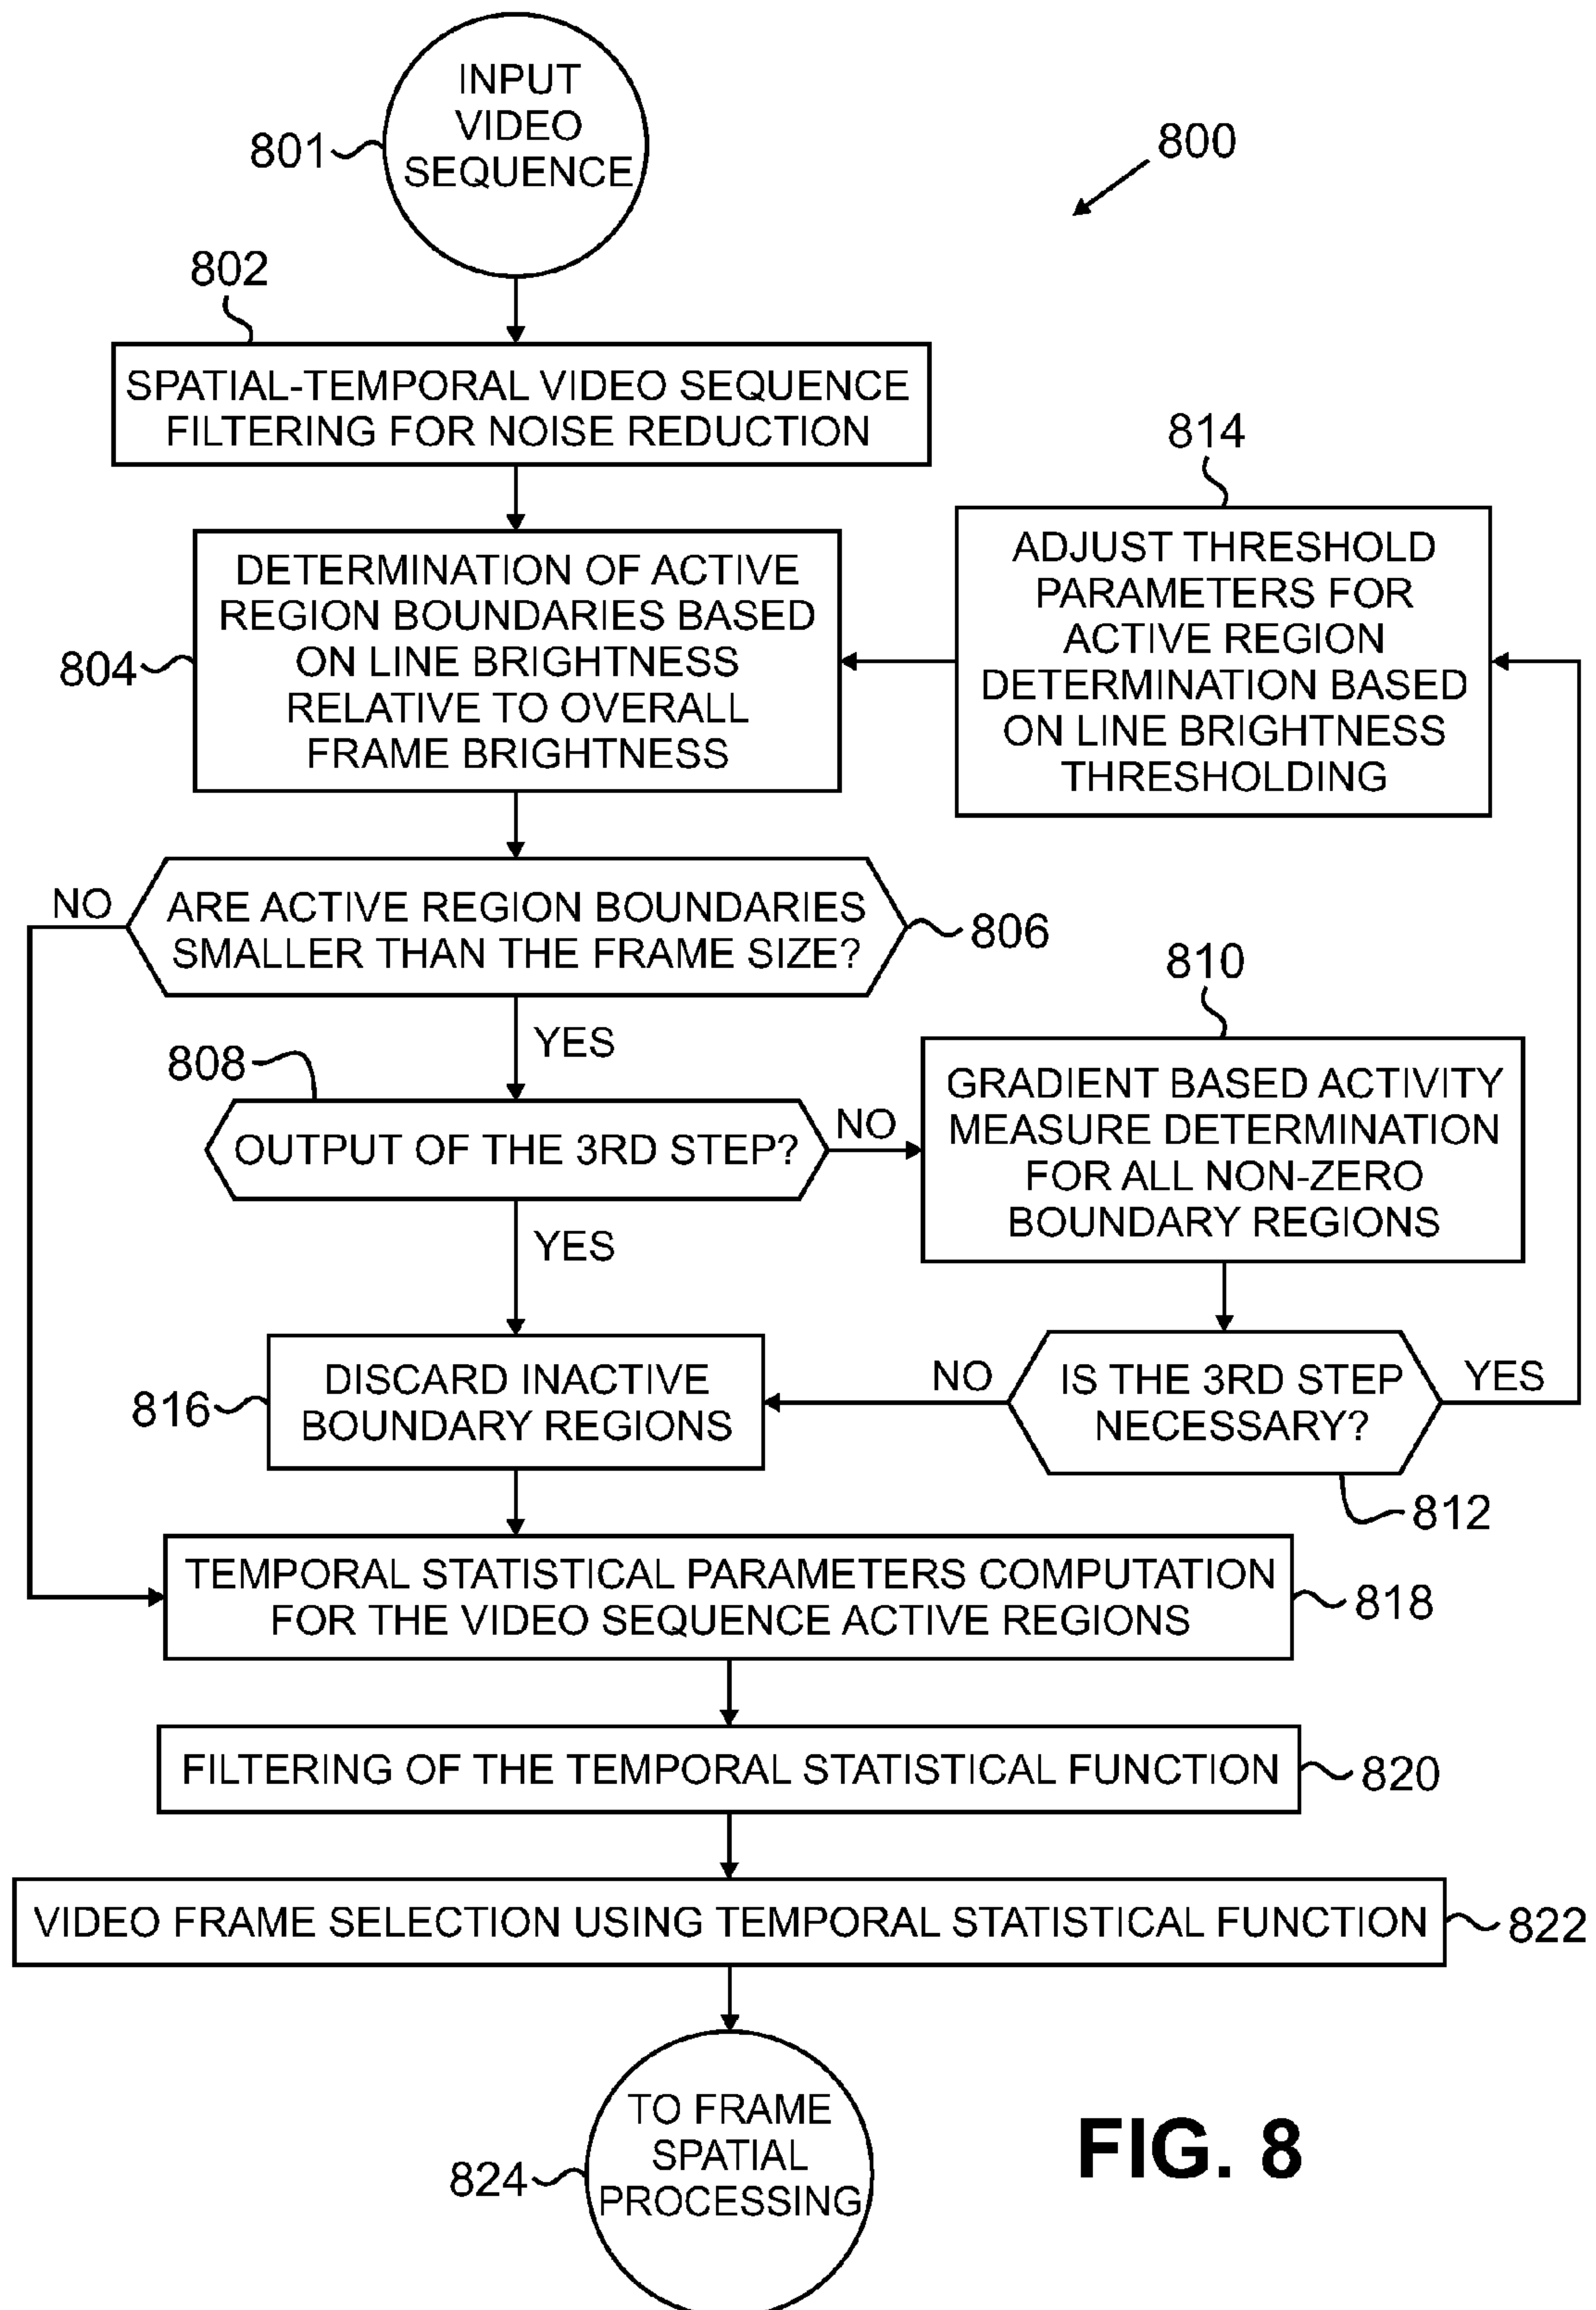 INPUT
VIDEO
SEQUENCE
801
800
802
SPATIAL-TEMPORAL VIDEO SEQUENCE
FILTERING FOR NOISE REDUCTION
814
DETERMINATION OF ACTIVE
REGION BOUNDARIES BASED
ON LINE BRIGHTNESS
RELATIVE TO OVERALL
FRAME BRIGHTNESS
804
ADJUST THRESHOLD
PARAMETERS FOR
ACTIVE REGION
DETERMINATION BASED
ON LINE BRIGHTNESS
THRESHOLDING
NO
ARE ACTIVE REGION BOUNDARIES
SMALLER THAN THE FRAME SIZE?
806
YES
808
OUTPUT OF THE 3RD STEP?
NO
810
GRADIENT BASED ACTIVITY
MEASURE DETERMINATION
FOR ALL NON-ZERO
BOUNDARY REGIONS
YES
816
DISCARD INACTIVE
BOUNDARY REGIONS
NO
IS THE 3RD STEP
NECESSARY?
YES
812
TEMPORAL STATISTICAL PARAMETERS COMPUTATION
FOR THE VIDEO SEQUENCE ACTIVE REGIONS
818
FILTERING OF THE TEMPORAL STATISTICAL FUNCTION
820
VIDEO FRAME SELECTION USING TEMPORAL STATISTICAL FUNCTION
822
TO FRAME
SPATIAL
PROCESSING
824
FIG. 8